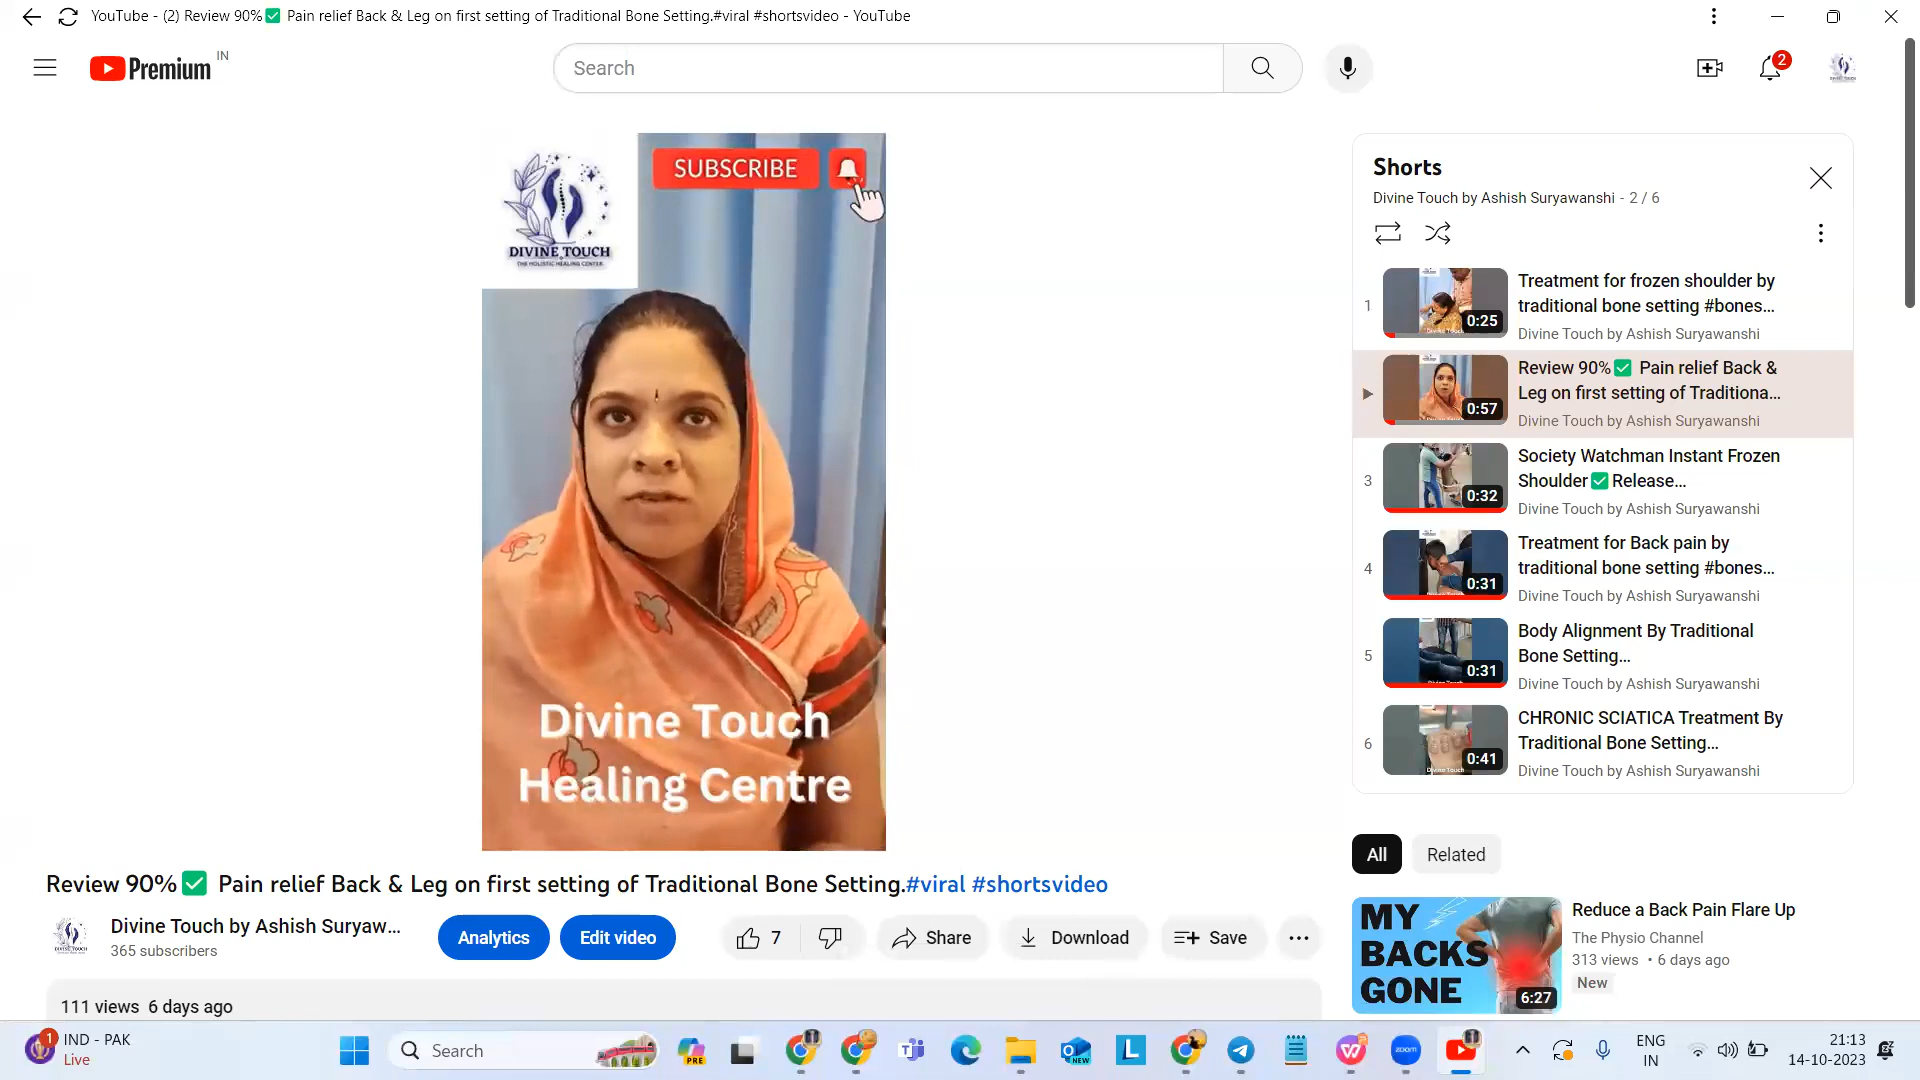 YouTube - (2) Review 90%✅ Pain relief Back & Leg on first setting of Traditional Bone Setting.#viral #shortsvideo - YouTube
Premium IN
Search
2
SUBSCRIBE
DIVINE TOUCH
THE HOLISTIC HEALING CENTER
Divine Touch
Healing Centre
Shorts
Divine Touch by Ashish Suryawanshi - 2 / 6
1
0:25
Treatment for frozen shoulder by
traditional bone setting #bones...
Divine Touch by Ashish Suryawanshi
0:57
Review 90%✅ Pain relief Back &
Leg on first setting of Traditiona...
Divine Touch by Ashish Suryawanshi
3
0:32
Society Watchman Instant Frozen
Shoulder✅Release...
Divine Touch by Ashish Suryawanshi
4
0:31
Treatment for Back pain by
traditional bone setting #bones...
Divine Touch by Ashish Suryawanshi
5
0:31
Body Alignment By Traditional
Bone Setting...
Divine Touch by Ashish Suryawanshi
6
0:41
CHRONIC SCIATICA Treatment By
Traditional Bone Setting...
Divine Touch by Ashish Suryawanshi
All
Related
MY
BACKS
GONE
6:27
Reduce a Back Pain Flare Up
The Physio Channel
313 views • 6 days ago
New
Review 90%✅ Pain relief Back & Leg on first setting of Traditional Bone Setting.#viral #shortsvideo
Divine Touch by Ashish Suryaw...
365 subscribers
Analytics
Edit video
7
Share
Download
Save
111 views 6 days ago
1
IND - PAK
Live
Search
PRE
NEW
L
zoom
ENG
IN
21:13
14-10-2023